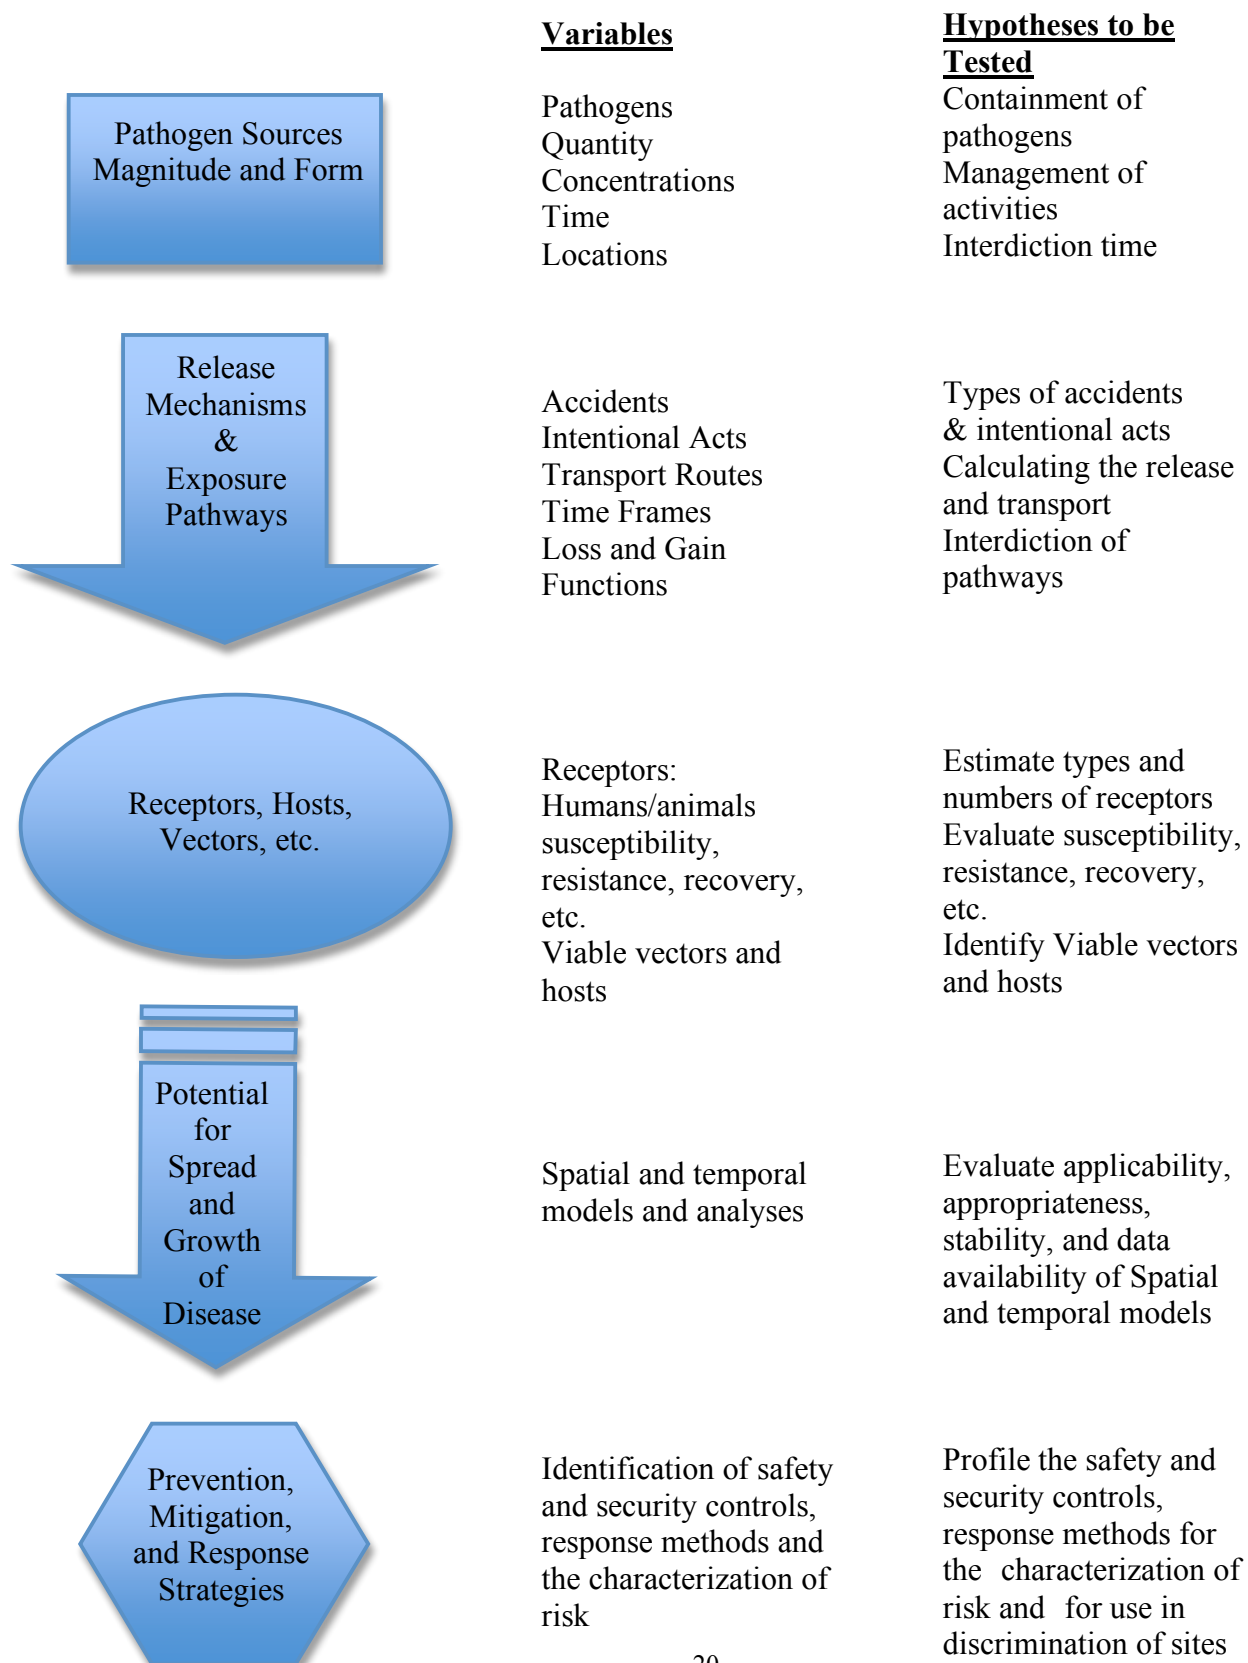 Variables
Hypotheses to be
Tested
Pathogen Sources
Magnitude and Form
Pathogens
Quantity
Concentrations
Time
Locations
Containment of
pathogens
Management of
activities
Interdiction time
Release
Mechanisms
&
Exposure
Pathways
Accidents
Intentional Acts
Transport Routes
Time Frames
Loss and Gain
Functions
Types of accidents
& intentional acts
Calculating the release
and transport
Interdiction of
pathways
Receptors, Hosts,
Vectors, etc.
Receptors:
Humans/animals
susceptibility,
resistance, recovery,
etc.
Viable vectors and
hosts
Estimate types and
numbers of receptors
Evaluate susceptibility,
resistance, recovery,
etc.
Identify Viable vectors
and hosts
Potential
for
Spread
and
Growth
of
Disease
Spatial and temporal
models and analyses
Evaluate applicability,
appropriateness,
stability, and data
availability of Spatial
and temporal models
Prevention,
Mitigation,
and Response
Strategies
Identification of safety
and security controls,
response methods and
the characterization of
risk
Profile the safety and
security controls,
response methods for
the characterization of
risk and for use in
discrimination of sites
20